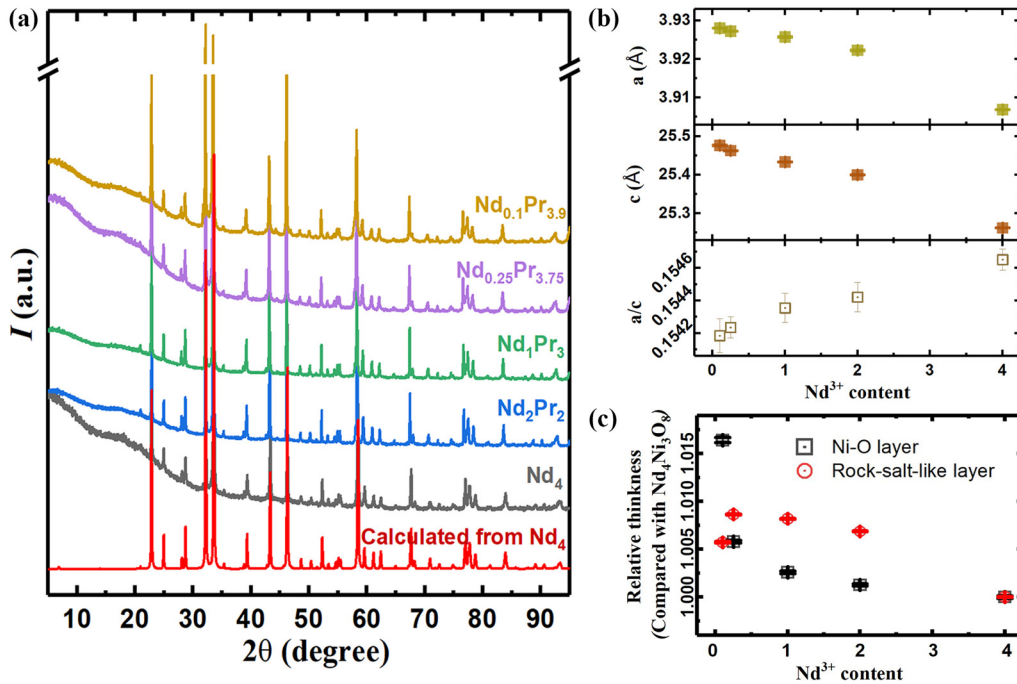 (a)
I (a.u.)
Nd0.1Pr3.9
Nd0.25Pr3.75
Nd1Pr3
Nd2Pr2
Nd4
Calculated from Nd4
10 20 30 40 50 60 70 80 90
2θ (degree)
(b)
3.93
3.92
3.91
a (Å)
25.5
25.4
25.3
c (Å)
0.1546
0.1544
0.1542
a/c
0 1 2 3 4
Nd3+ content
(c)
Relative thinkness
(Compared with Nd4Ni3O8)
1.015
1.010
1.005
1.000
Ni-O layer
Rock-salt-like layer
0 1 2 3 4
Nd3+ content